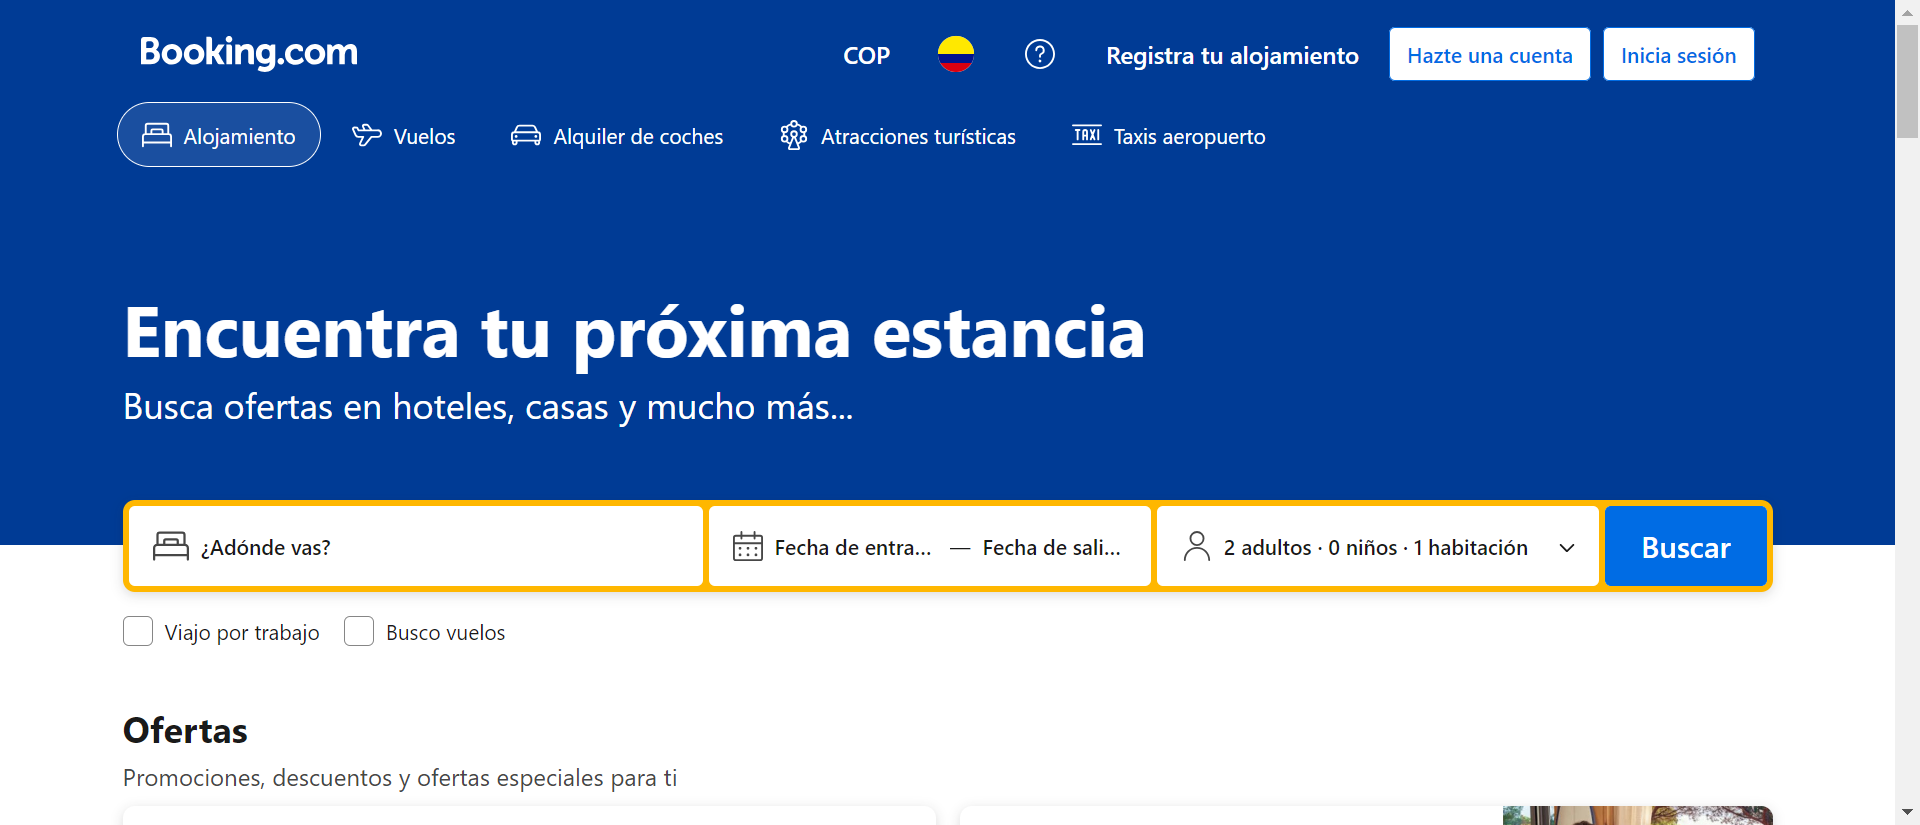 Booking.com
COP
Registra tu alojamiento
Hazte una cuenta
Inicia sesión
Alojamiento
Vuelos
Alquiler de coches
Atracciones turísticas
TAXI Taxis aeropuerto
Encuentra tu próxima estancia
Busca ofertas en hoteles, casas y mucho más...
¿Adónde vas?
Fecha de entra... — Fecha de sali...
2 adultos · 0 niños · 1 habitación
Buscar
Viajo por trabajo
Busco vuelos
Ofertas
Promociones, descuentos y ofertas especiales para ti